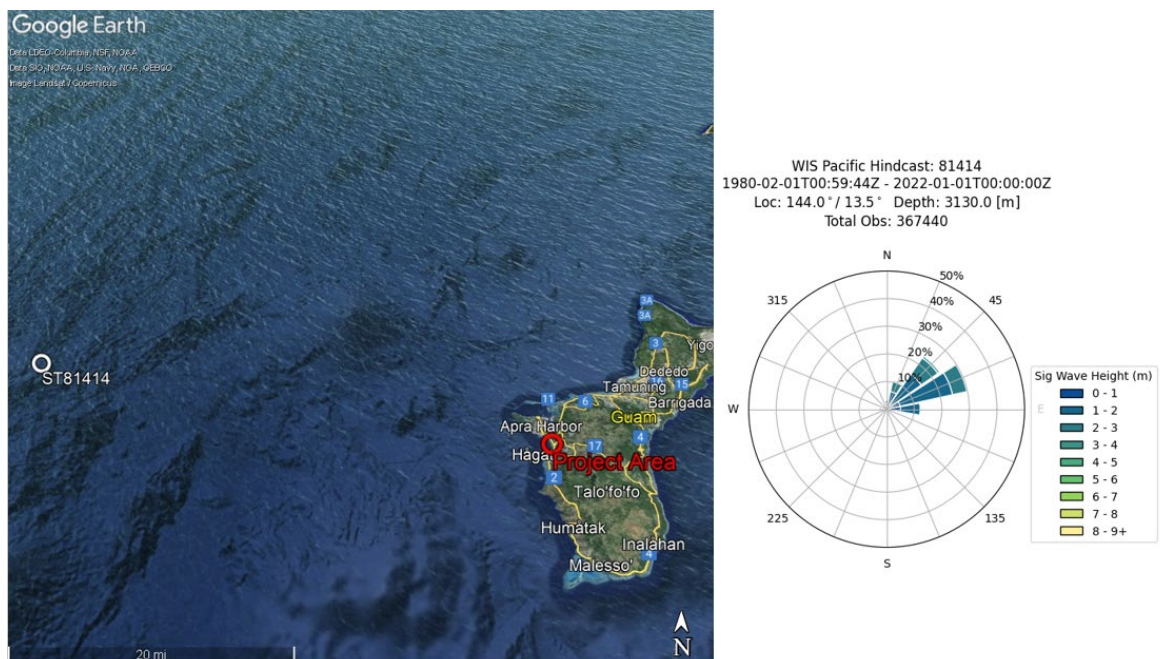 Google Earth
Data LDEO-Columbia, NSF, NOAA
Data SIO, NOAA, U.S. Navy, NGA, GEBCO
Image Landsat / Copernicus
ST81414
3A
3A
3
Yigo
Dededo
16
15
Tamuning
11
6
Barrigada
Guam
Apra Harbor
4
17
Haga
Project Area
2
Talo'fo'fo
Humatak
Inalahan
4
Malesso'
N
20 mi
WIS Pacific Hindcast: 81414
1980-02-01T00:59:44Z - 2022-01-01T00:00:00Z
Loc: 144.0°/ 13.5° Depth: 3130.0 [m]
Total Obs: 367440
N
50%
315
40%
45
30%
20%
10%
W
E
225
135
S
Sig Wave Height (m)
0 - 1
1 - 2
2 - 3
3 - 4
4 - 5
5 - 6
6 - 7
7 - 8
8 - 9+